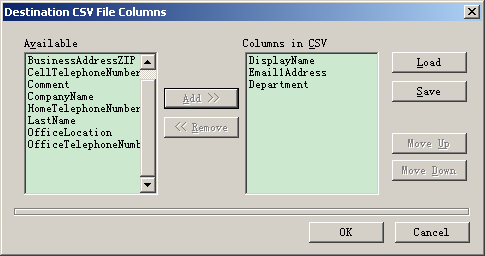 Destination CSV File Columns
Available
BusinessAddressZIP
CellTelephoneNumber
Comment
CompanyName
HomeTelephoneNumber
LastName
OfficeLocation
OfficeTelephoneNumb
Add >>
<< Remove
Columns in CSV
DisplayName
Email1Address
Department
Load
Save
Move Up
Move Down
OK
Cancel